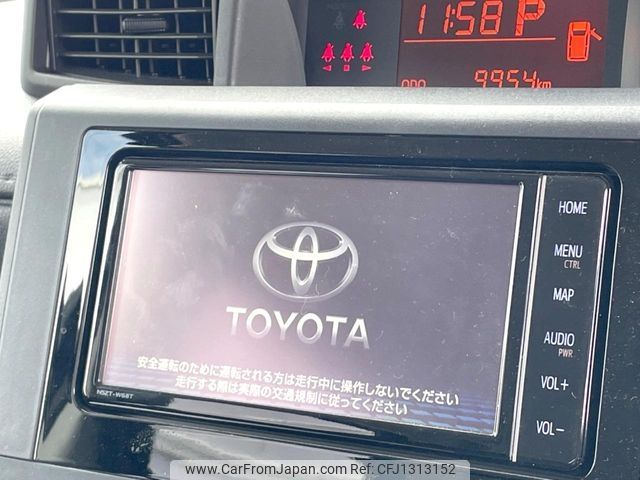 11:58 P
ODO 9954km
HOME
MENU
CTRL
MAP
AUDIO
PWR
VOL+
VOL-
TOYOTA
安全運転のために運転される方は走行中に操作しないでください
走行する際は実際の交通規制に従ってください
NSZT-W68T
www.CarFromJapan.com ID:CFJ1313152